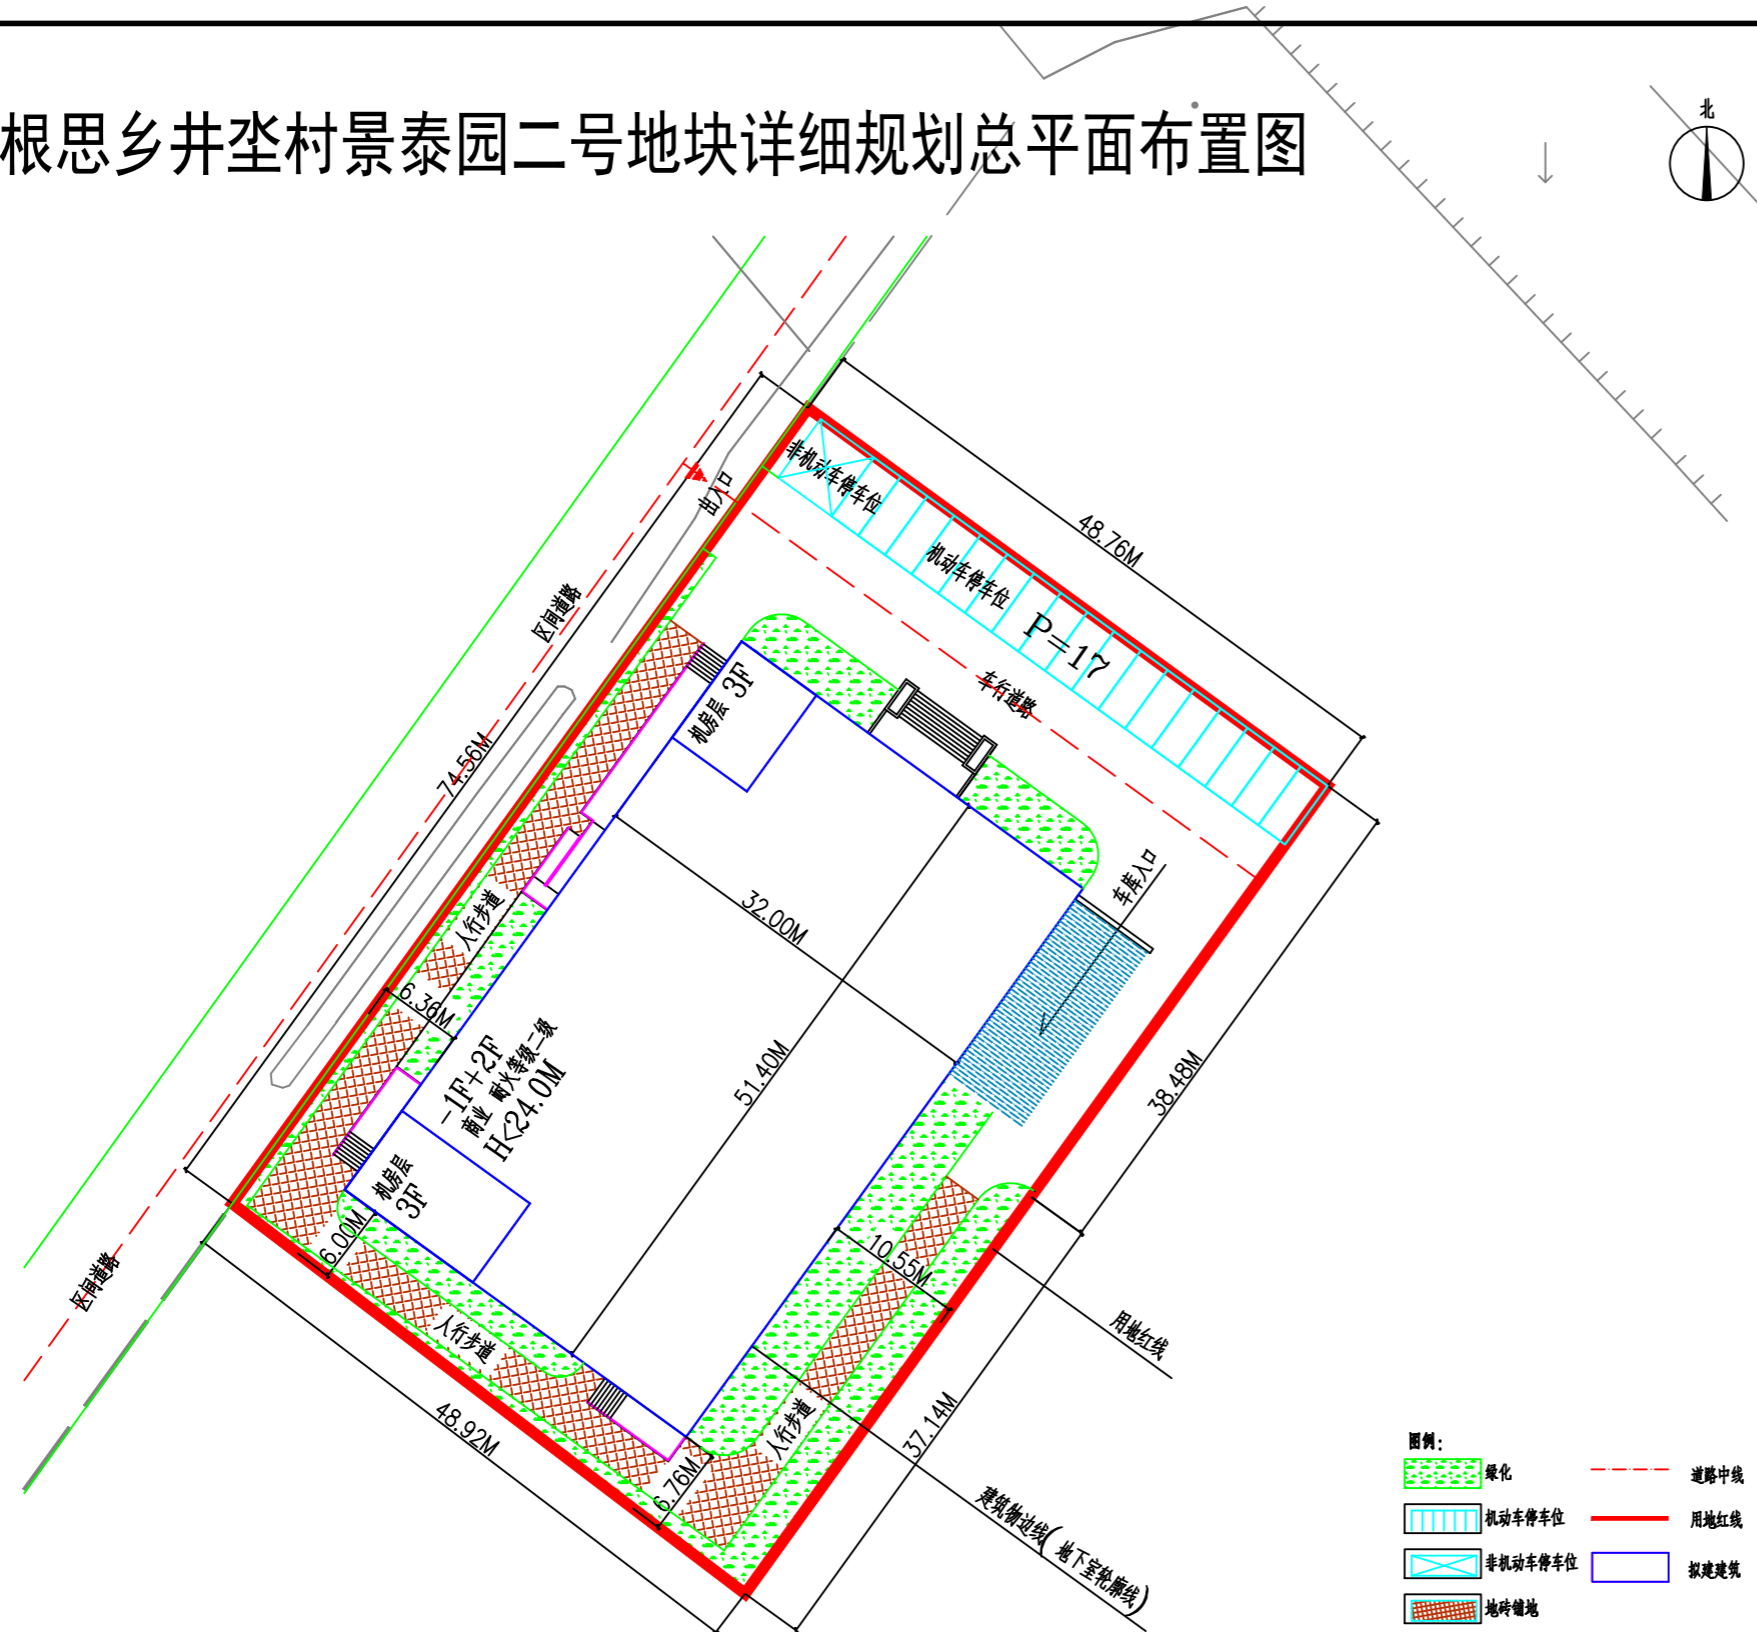 根思乡井垄村景泰园二号地块详细规划总平面布置图
北
非机动车停车位
出入口
48.76M
机动车停车位
P=17
区间道路
车行道路
机房层 3F
74.56M
车库入口
32.00M
人行步道
6.36M
-1F+2F
商业 耐火等级二级
H<24.0M
51.40M
38.48M
机房层
3F
6.00M
10.55M
区间道路
人行步道
用地红线
48.92M
37.14M
人行步道
6.76M
建筑物边线(地下室轮廓线)
图例:
绿化
道路中线
机动车停车位
用地红线
非机动车停车位
拟建建筑
地砖铺地